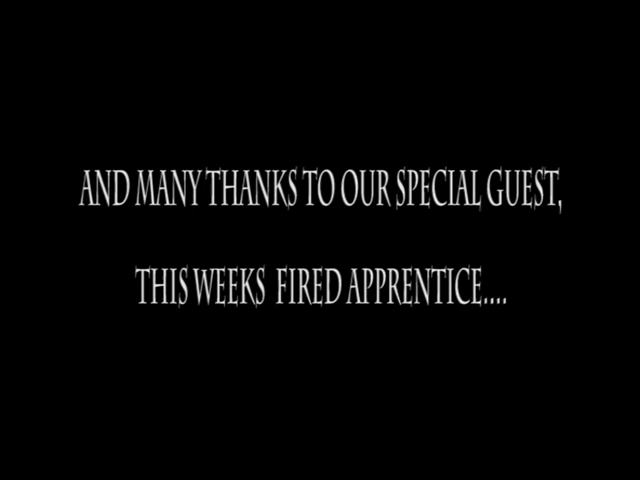 AND MANY THANKS TO OUR SPECIAL GUEST,
THIS WEEKS FIRED APPRENTICE....